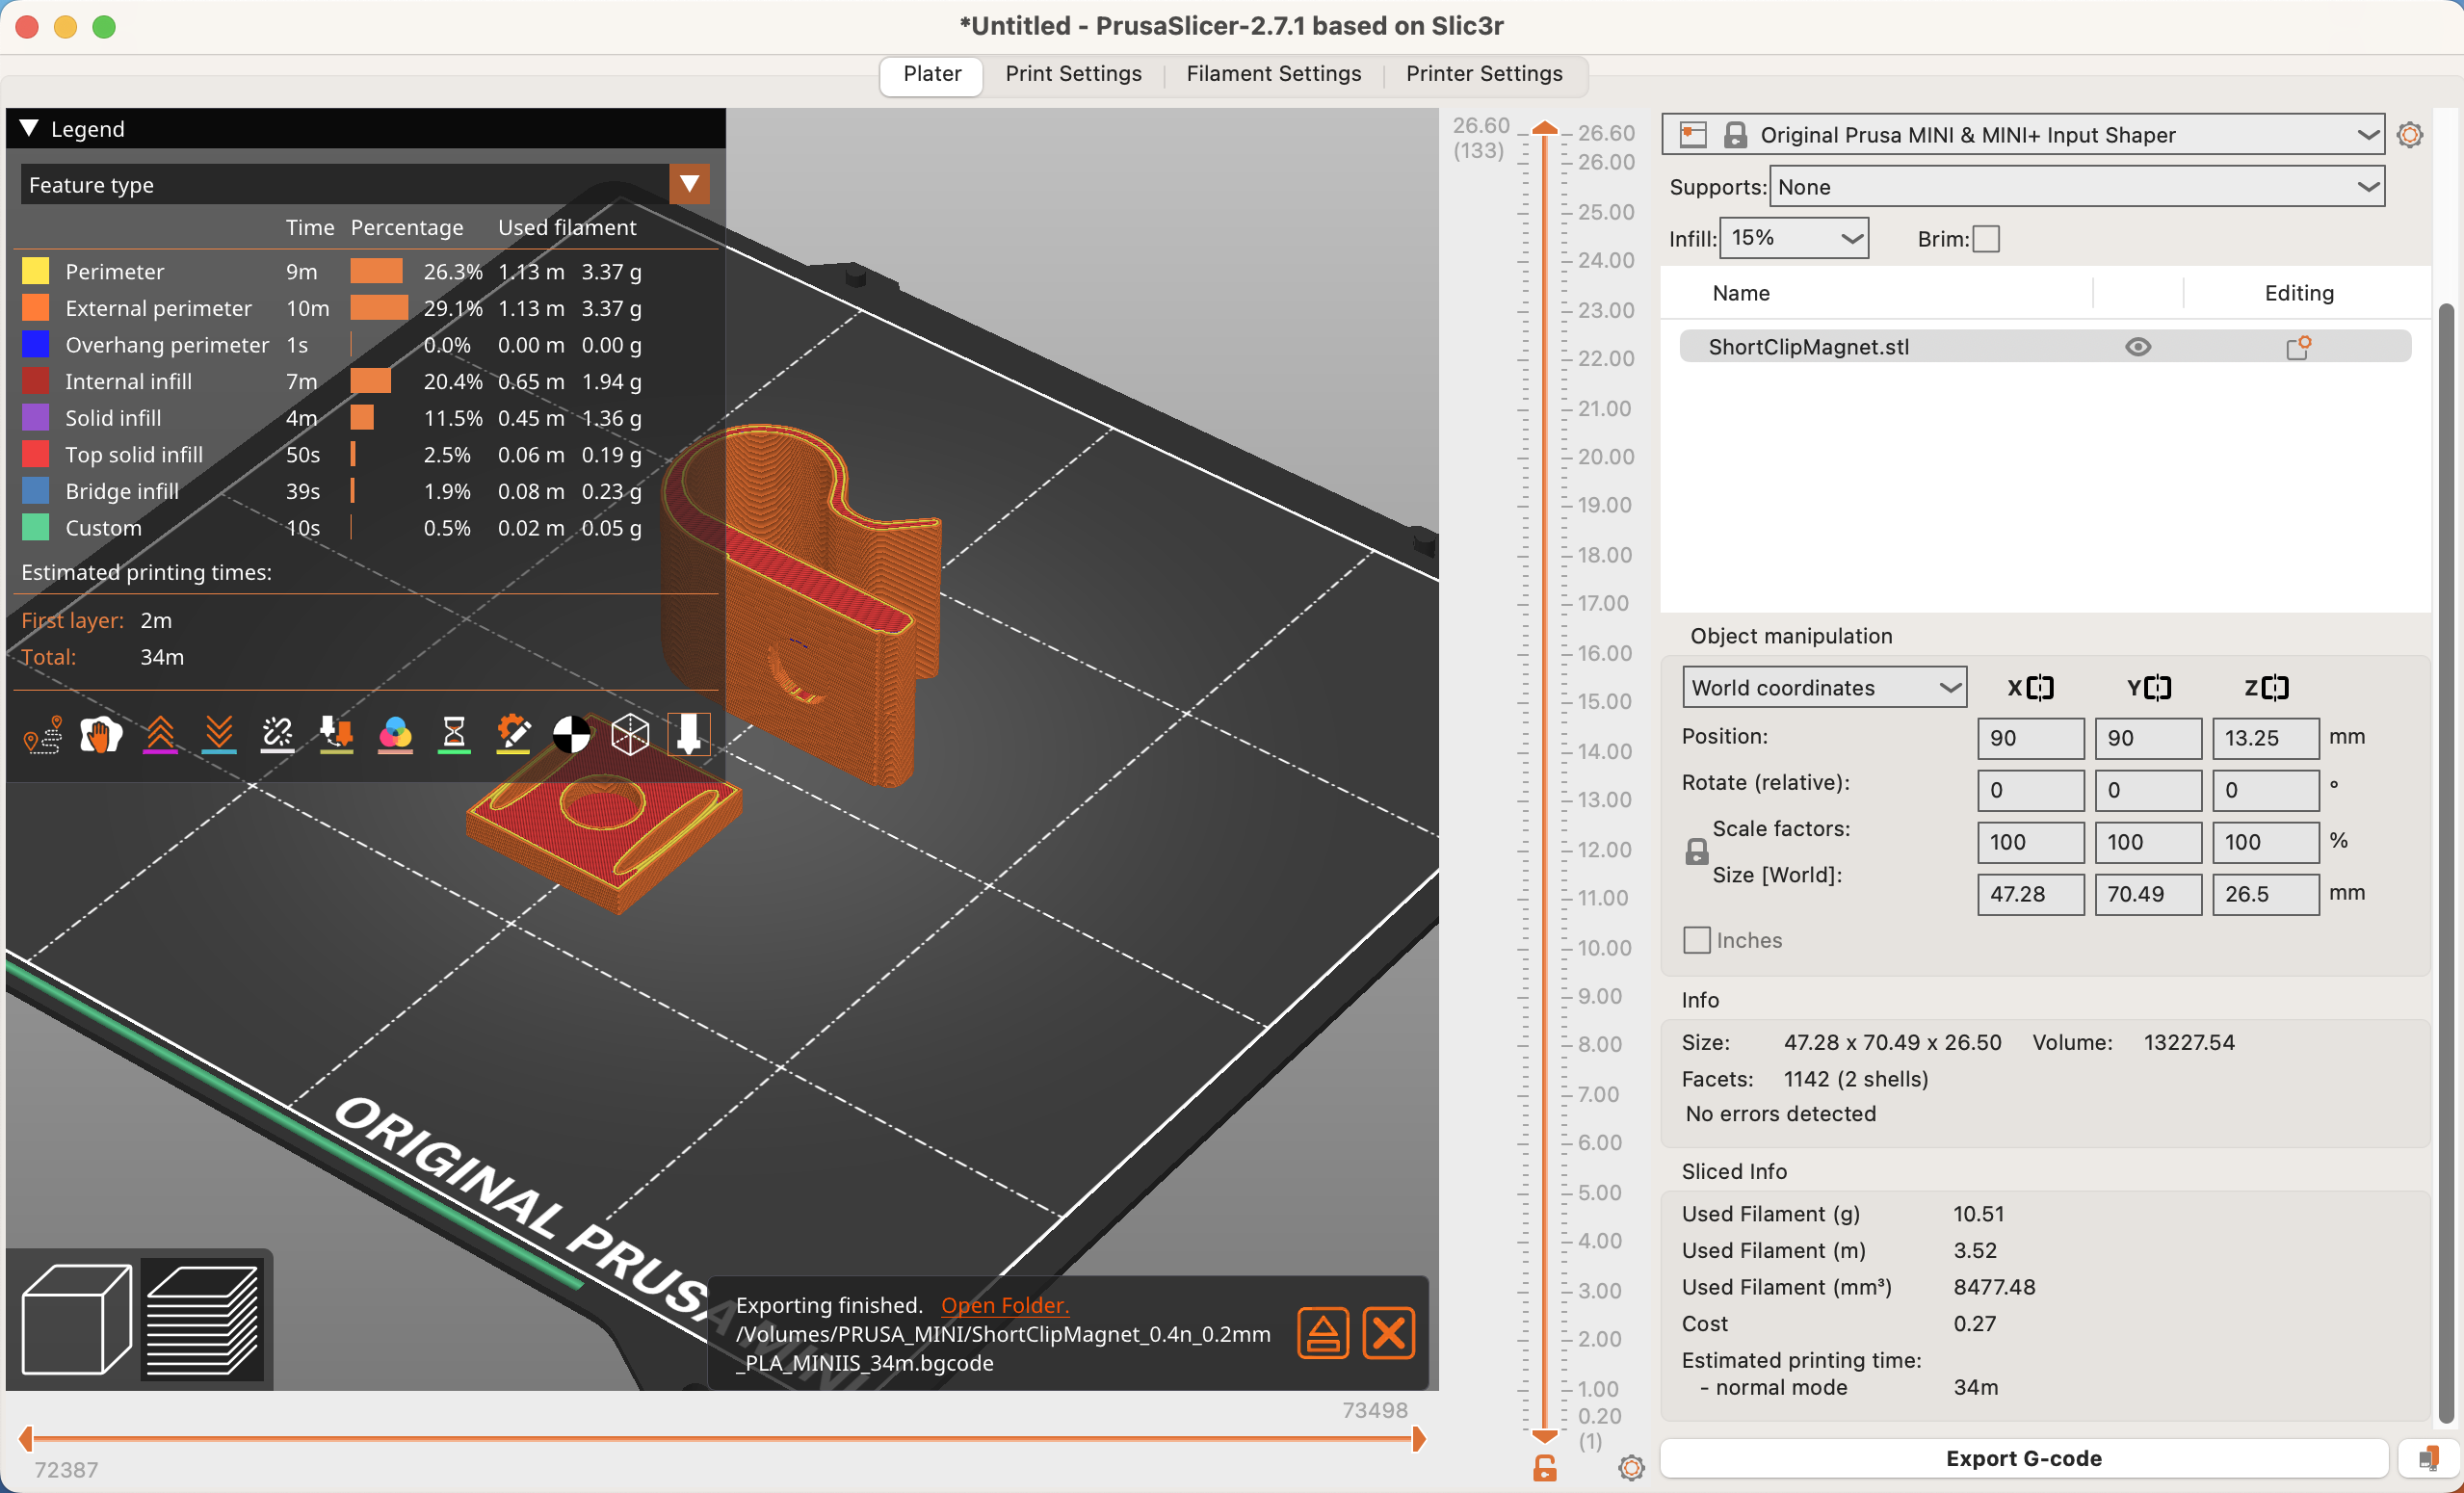 *Untitled - PrusaSlicer-2.7.1 based on Slic3r
Plater Print Settings Filament Settings Printer Settings
Legend
Feature type
Time Percentage Used filament
Perimeter 9m 26.3% 1.13 m 3.37 g
External perimeter 10m 29.1% 1.13 m 3.37 g
Overhang perimeter 1s 0.0% 0.00 m 0.00 g
Internal infill 7m 20.4% 0.65 m 1.94 g
Solid infill 4m 11.5% 0.45 m 1.36 g
Top solid infill 50s 2.5% 0.06 m 0.19 g
Bridge infill 39s 1.9% 0.08 m 0.23 g
Custom 10s 0.5% 0.02 m 0.05 g
Estimated printing times:
First layer: 2m
Total: 34m
ORIGINAL PRUSA MINI
Exporting finished. Open Folder.
/Volumes/PRUSA_MINI/ShortClipMagnet_0.4n_0.2mm
_PLA_MINIIS_34m.bgcode
73498
72387
26.60
(133)
26.60
26.00
25.00
24.00
23.00
22.00
21.00
20.00
19.00
18.00
17.00
16.00
15.00
14.00
13.00
12.00
11.00
10.00
9.00
8.00
7.00
6.00
5.00
4.00
3.00
2.00
1.00
0.20
(1)
Original Prusa MINI & MINI+ Input Shaper
Supports: None
Infill: 15% Brim:
Name Editing
ShortClipMagnet.stl
Object manipulation
World coordinates X Y Z
Position: 90 90 13.25 mm
Rotate (relative): 0 0 0 °
Scale factors: 100 100 100 %
Size [World]: 47.28 70.49 26.5 mm
Inches
Info
Size: 47.28 x 70.49 x 26.50 Volume: 13227.54
Facets: 1142 (2 shells)
No errors detected
Sliced Info
Used Filament (g) 10.51
Used Filament (m) 3.52
Used Filament (mm³) 8477.48
Cost 0.27
Estimated printing time:
- normal mode 34m
Export G-code